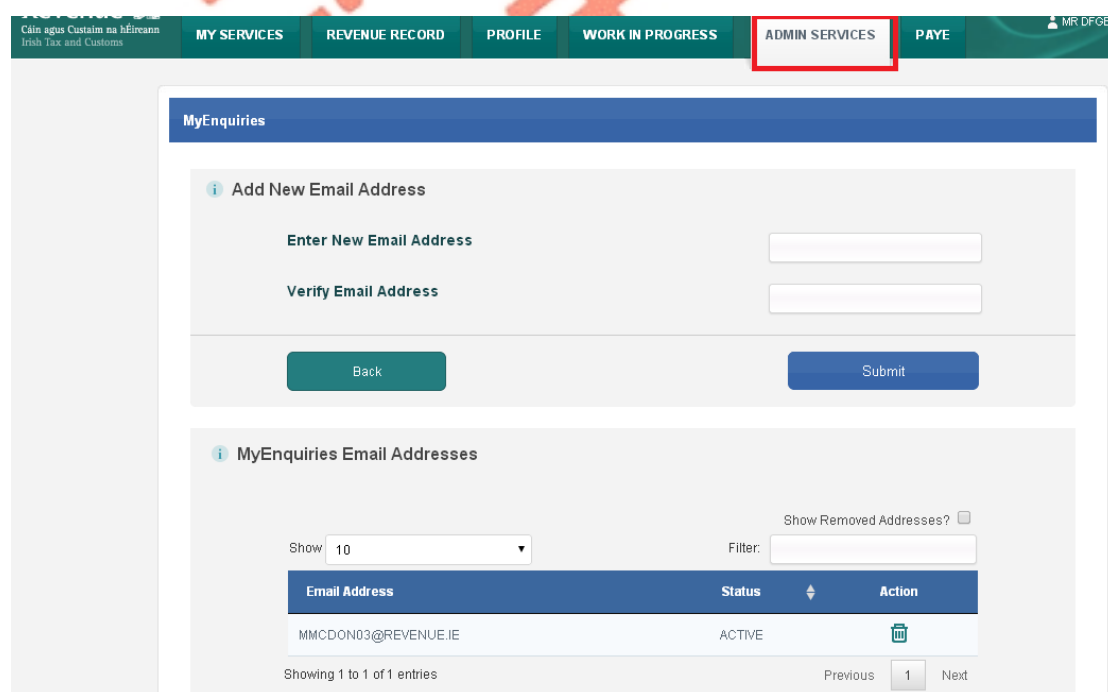 Cáin agus Custaim na hÉireann
Irish Tax and Customs
MY SERVICES REVENUE RECORD PROFILE WORK IN PROGRESS ADMIN SERVICES PAYE MR DFGB
MyEnquiries
Add New Email Address
Enter New Email Address
Verify Email Address
Back Submit
MyEnquiries Email Addresses
Show Removed Addresses?
Show 10 Filter:
Email Address Status Action
MMCDON03@REVENUE.IE ACTIVE
Showing 1 to 1 of 1 entries Previous 1 Next